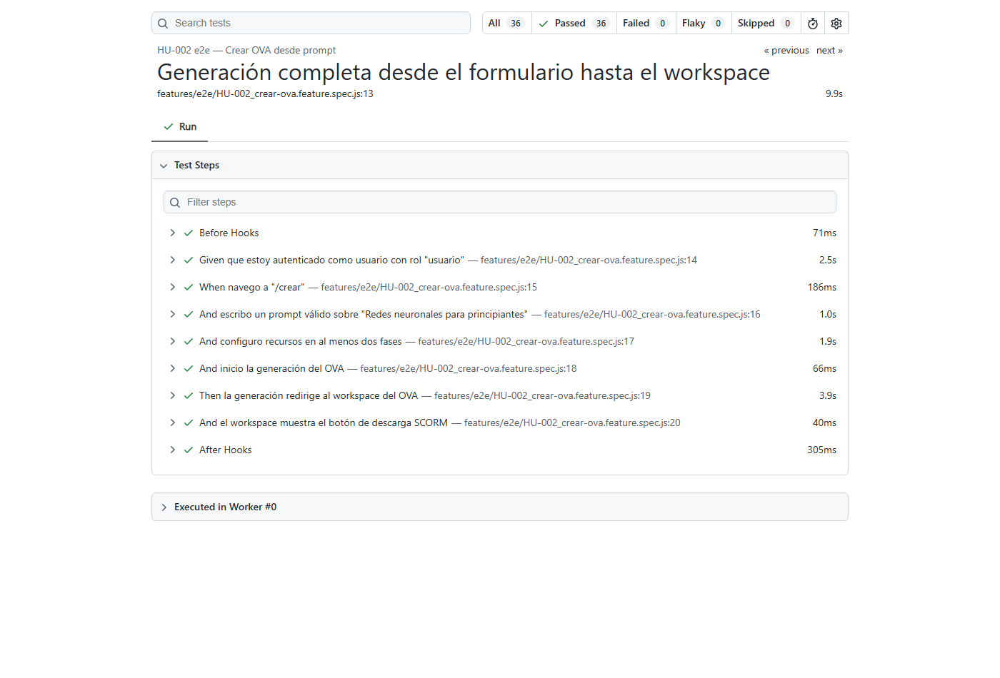 Search tests
All 36 Passed 36 Failed 0 Flaky 0 Skipped 0
HU-002 e2e — Crear OVA desde prompt « previous next »
Generación completa desde el formulario hasta el workspace
features/e2e/HU-002_crear-ova.feature.spec.js:13 9.9s
Run
Test Steps
Filter steps
Before Hooks 71ms
Given que estoy autenticado como usuario con rol "usuario" — features/e2e/HU-002_crear-ova.feature.spec.js:14 2.5s
When navego a "/crear" — features/e2e/HU-002_crear-ova.feature.spec.js:15 186ms
And escribo un prompt válido sobre "Redes neuronales para principiantes" — features/e2e/HU-002_crear-ova.feature.spec.js:16 1.0s
And configuro recursos en al menos dos fases — features/e2e/HU-002_crear-ova.feature.spec.js:17 1.9s
And inicio la generación del OVA — features/e2e/HU-002_crear-ova.feature.spec.js:18 66ms
Then la generación redirige al workspace del OVA — features/e2e/HU-002_crear-ova.feature.spec.js:19 3.9s
And el workspace muestra el botón de descarga SCORM — features/e2e/HU-002_crear-ova.feature.spec.js:20 40ms
After Hooks 305ms
Executed in Worker #0